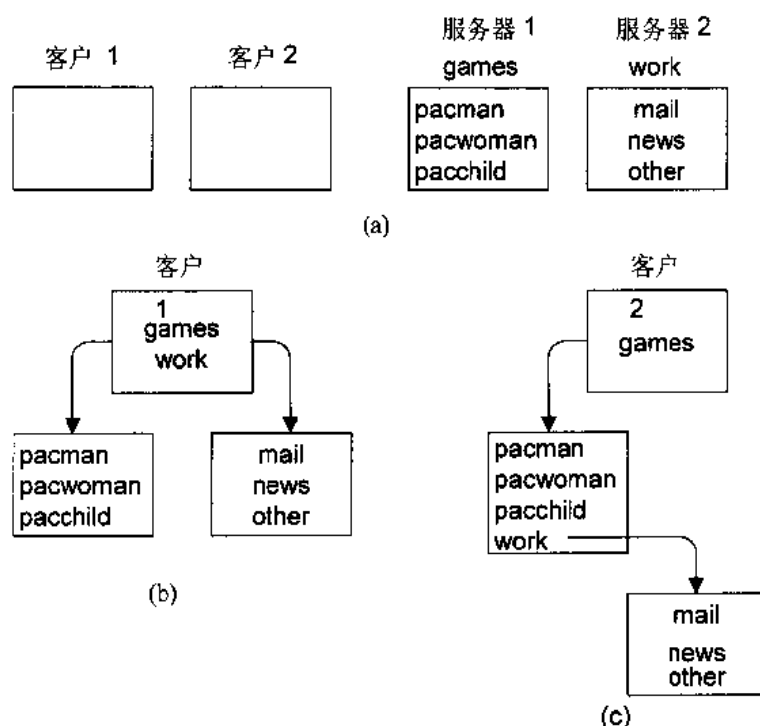 客户 1
客户 2
服务器 1
服务器 2
games
work
pacman
pacwoman
pacchild
mail
news
other
(a)
客户
1
games
work
pacman
pacwoman
pacchild
mail
news
other
(b)
客户
2
games
pacman
pacwoman
pacchild
work
mail
news
other
(c)